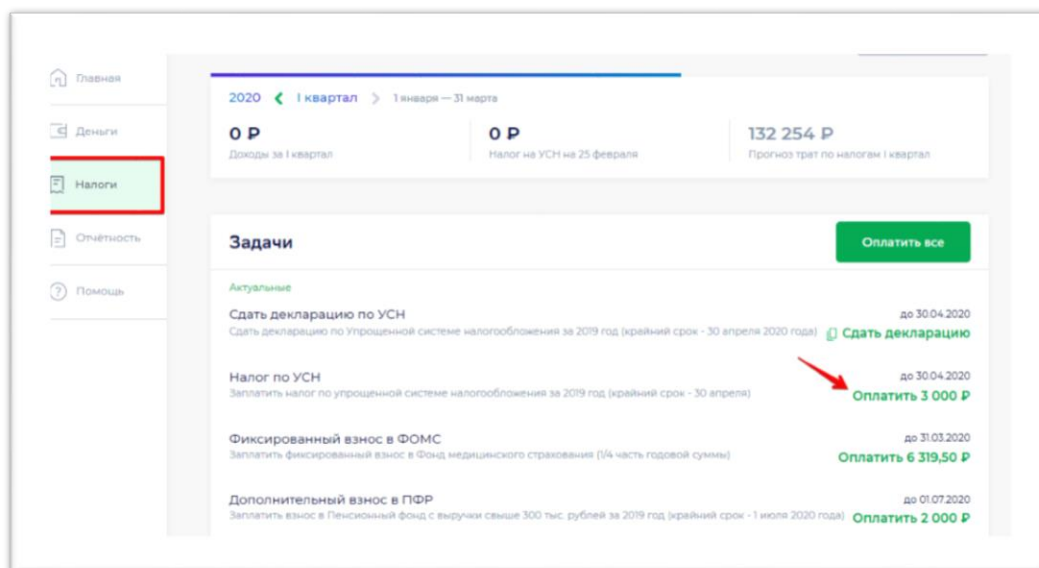 Главная
Деньги
Налоги
Отчётность
Помощь
2020 I квартал 1 января — 31 марта
0 ₽ 0 ₽ 132 254 ₽
Доходы за I квартал Налог на УСН на 25 февраля Прогноз трат по налогам I квартал
Задачи Оплатить все
Актуальные
Сдать декларацию по УСН до 30.04.2020
Сдать декларацию по Упрощенной системе налогообложения за 2019 год (крайний срок - 30 апреля 2020 года) Сдать декларацию
Налог по УСН до 30.04.2020
Заплатить налог по упрощенной системе налогообложения за 2019 год (крайний срок - 30 апреля) Оплатить 3 000 ₽
Фиксированный взнос в ФОМС до 31.03.2020
Заплатить фиксированный взнос в Фонд медицинского страхования (1/4 часть годовой суммы) Оплатить 6 319,50 ₽
Дополнительный взнос в ПФР до 01.07.2020
Заплатить взнос в Пенсионный фонд с выручки свыше 300 тыс. рублей за 2019 год (крайний срок - 1 июля 2020 года) Оплатить 2 000 ₽